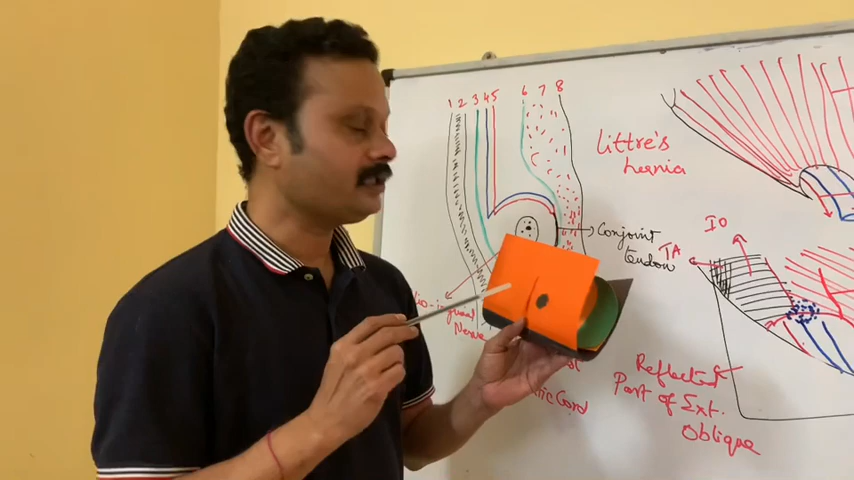 1 2 3 4 5 6 7 8
Littre's
hernia
IO
Conjoint
tendon
TA
inguinal
Nerve
Cord
Reflected
Part of Ext.
Oblique